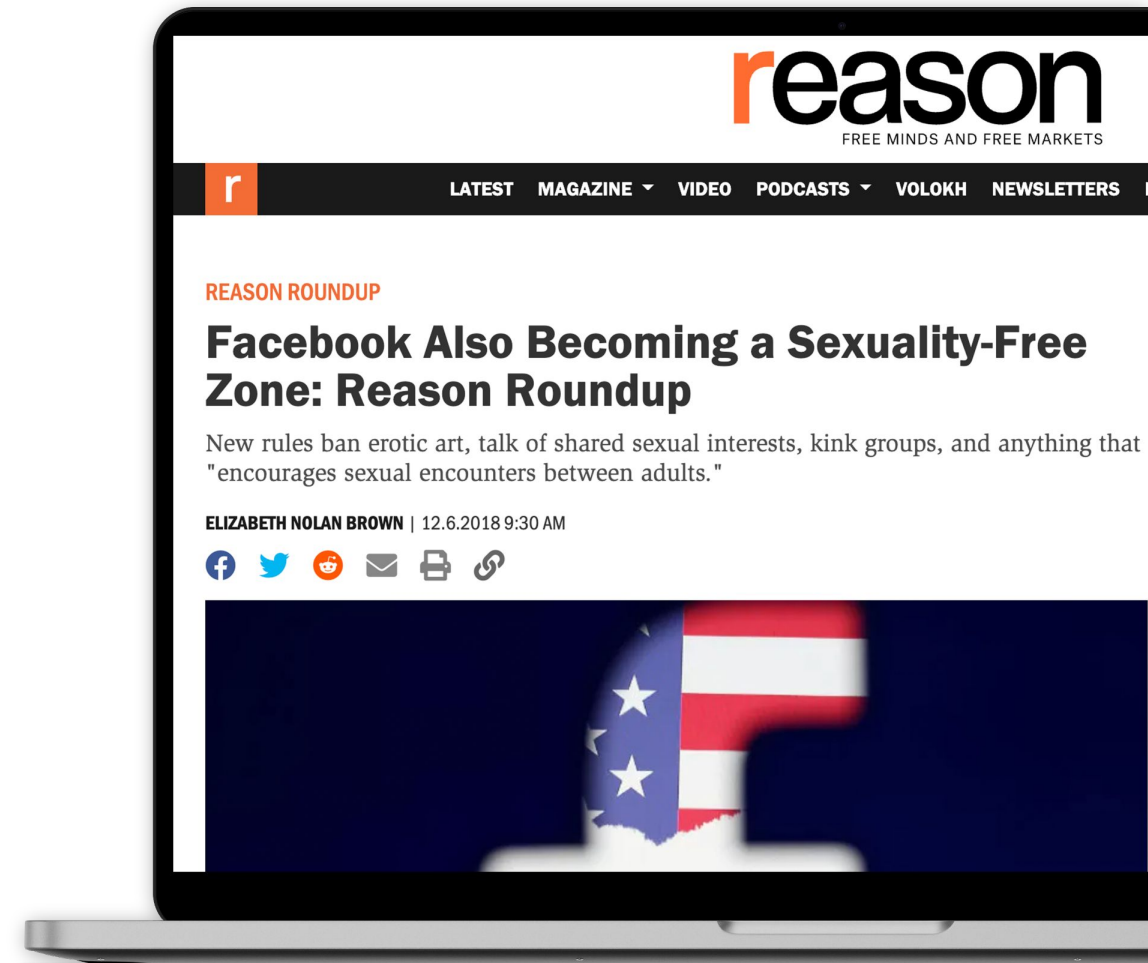 reason
FREE MINDS AND FREE MARKETS
r
LATEST MAGAZINE VIDEO PODCASTS VOLOKH NEWSLETTERS
REASON ROUNDUP
Facebook Also Becoming a Sexuality-Free
Zone: Reason Roundup
New rules ban erotic art, talk of shared sexual interests, kink groups, and anything that
"encourages sexual encounters between adults."
ELIZABETH NOLAN BROWN | 12.6.2018 9:30 AM